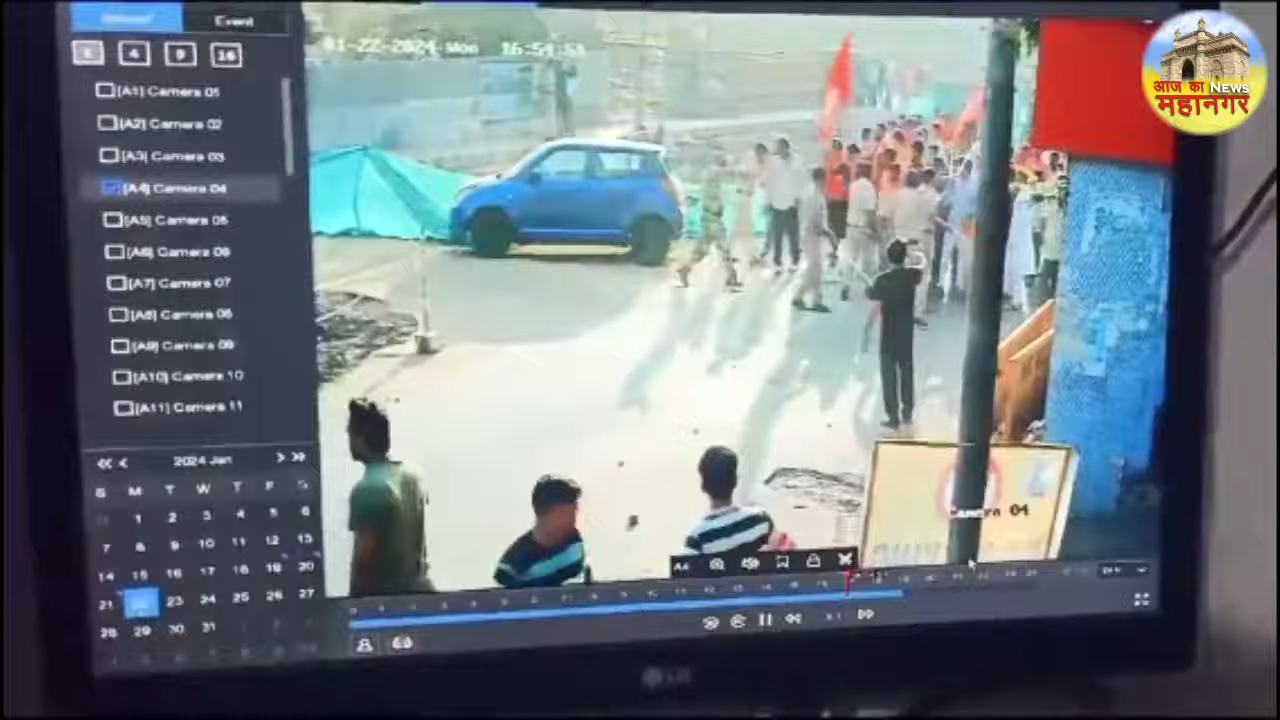 Event
4
9
16
01-22-2024 Mon 16:54:51
[A1] Camera 01
[A2] Camera 02
[A3] Camera 03
[A4] Camera 04
[A5] Camera 05
[A6] Camera 06
[A7] Camera 07
[A8] Camera 08
[A9] Camera 09
[A10] Camera 10
[A11] Camera 11
2024 Jan
S M T W T F S
1 2 3 4 5 6
7 8 9 10 11 12 13
14 15 16 17 18 19 20
21 22 23 24 25 26 27
28 29 30 31
Camera 04
A4
LG
आज का News
महानगर